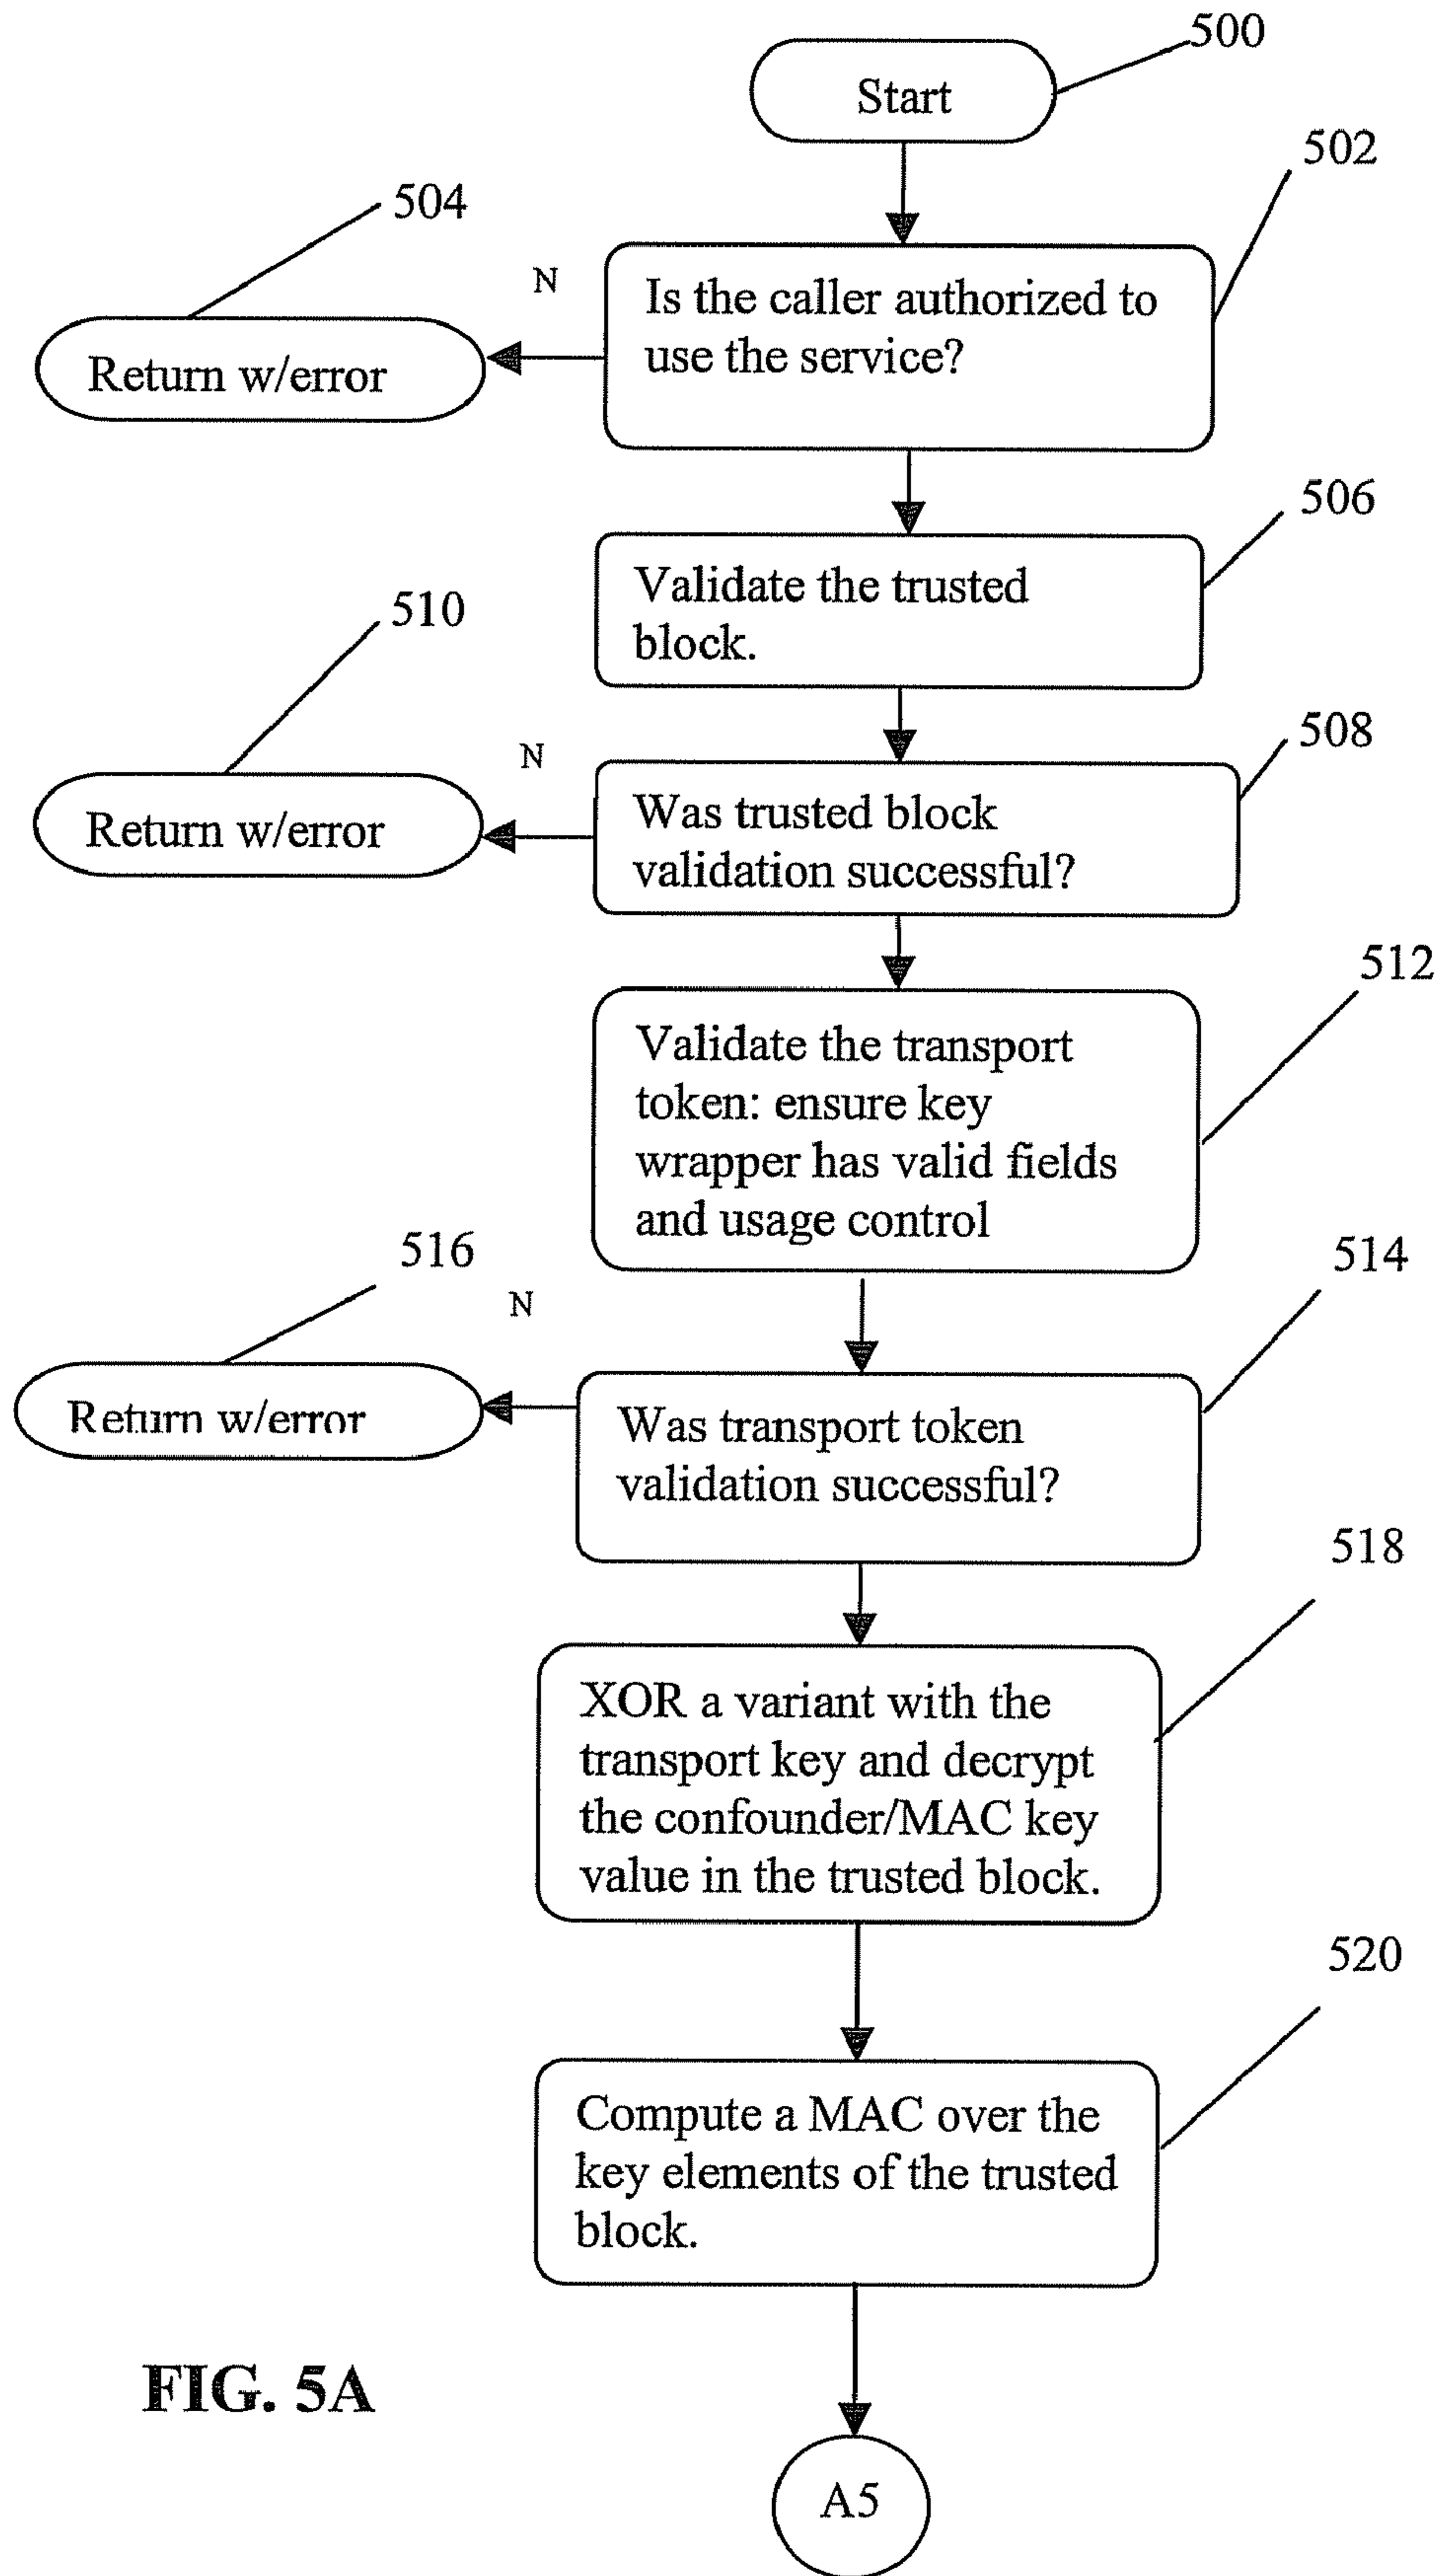 500
Start
502
504
N
Is the caller authorized to
use the service?
Return w/error
506
Validate the trusted
block.
510
508
N
Was trusted block
validation successful?
Return w/error
512
Validate the transport
token: ensure key
wrapper has valid fields
and usage control
514
516
N
Return w/error
Was transport token
validation successful?
518
XOR a variant with the
transport key and decrypt
the confounder/MAC key
value in the trusted block.
520
Compute a MAC over the
key elements of the trusted
block.
FIG. 5A
A5